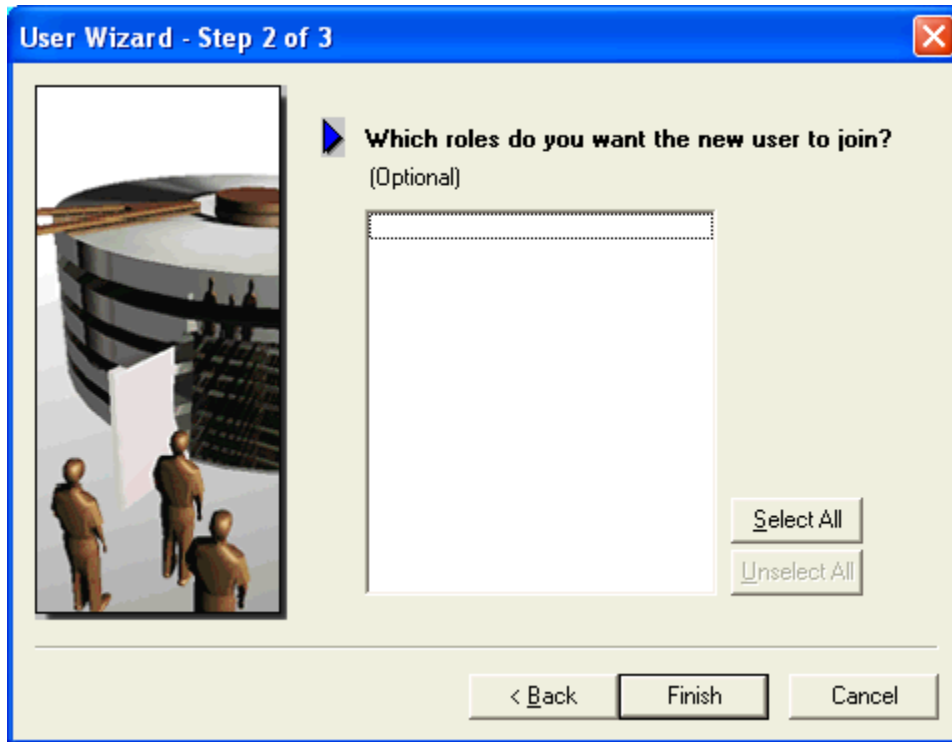 User Wizard - Step 2 of 3
Which roles do you want the new user to join?
(Optional)
Select All
Unselect All
< Back
Finish
Cancel